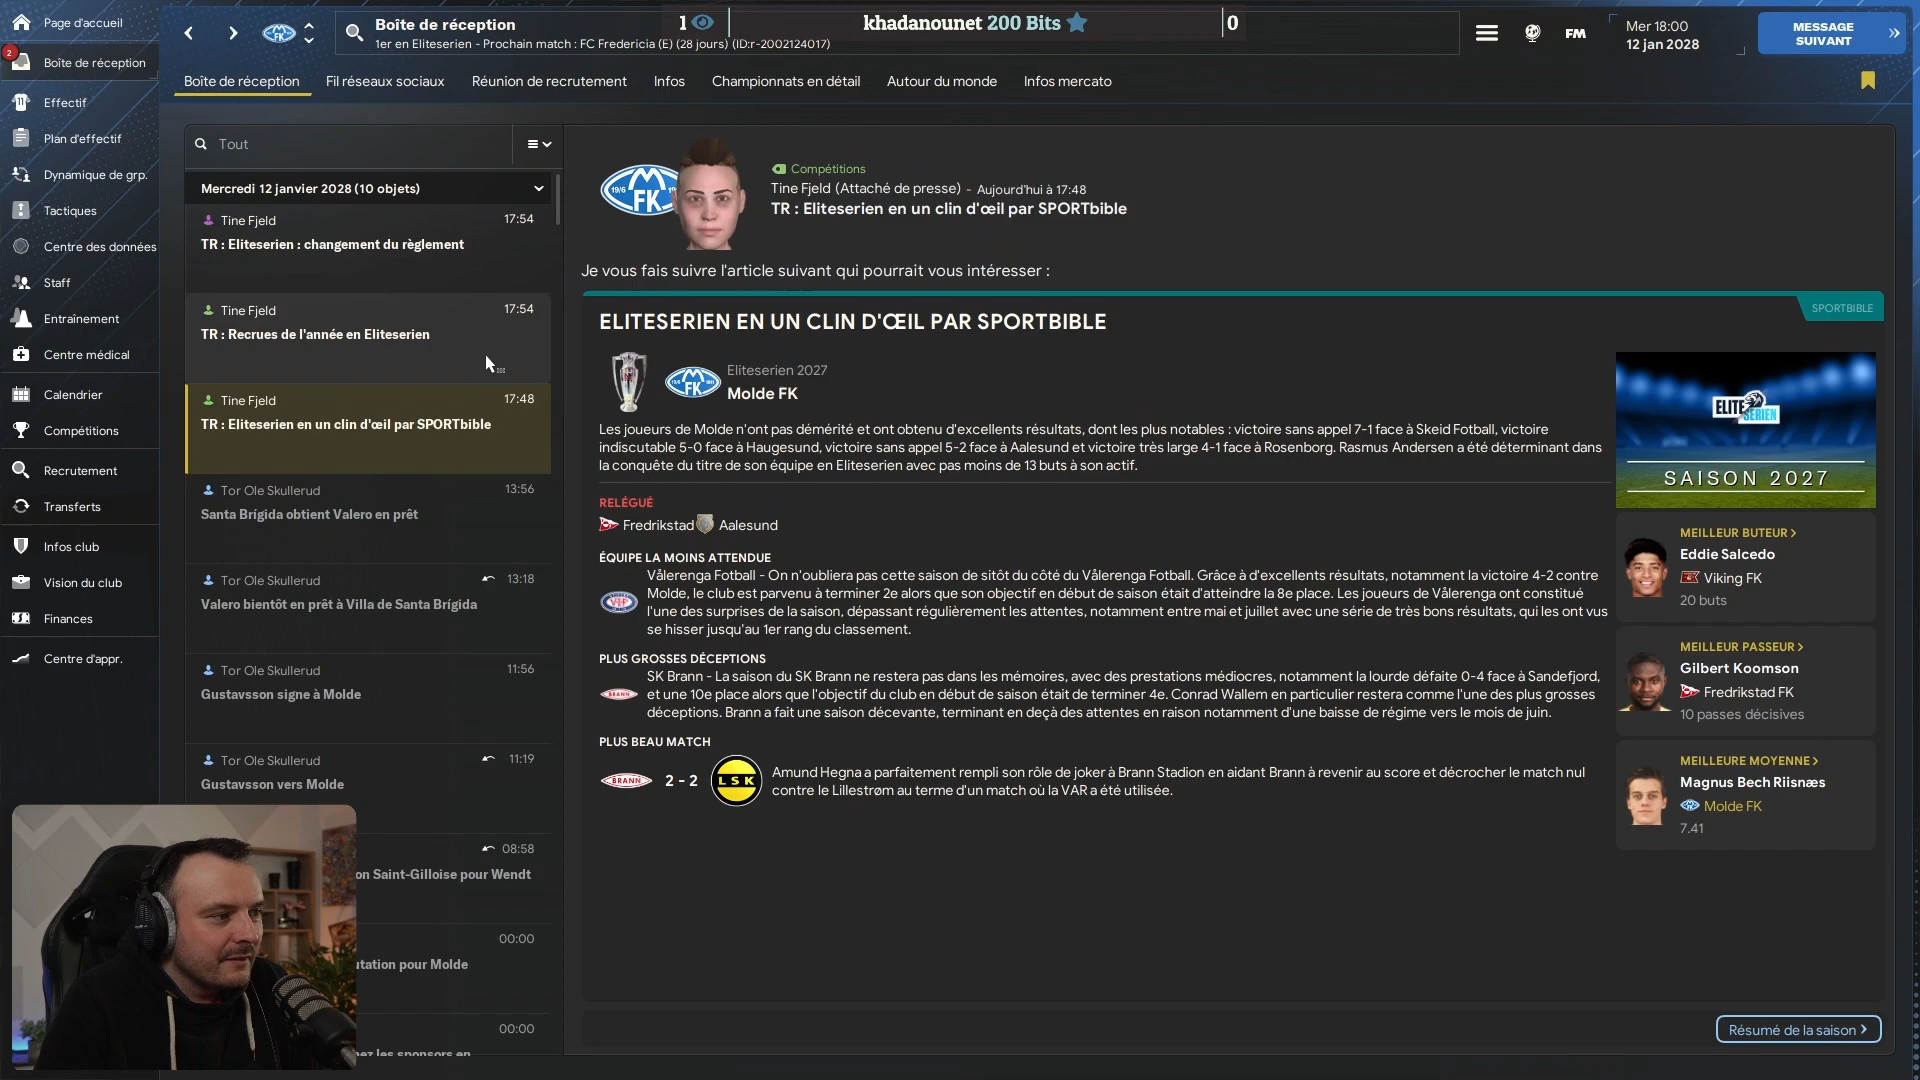 Page d'accueil
2
Boîte de réception
Effectif
Plan d'effectif
Dynamique de grp.
Tactiques
Centre des données
Staff
Entraînement
Centre médical
Calendrier
Compétitions
Recrutement
Transferts
Infos club
Vision du club
Finances
Centre d'appr.
Boîte de réception
1er en Eliteserien - Prochain match : FC Fredericia (E) (28 jours) (ID:r-2002124017)
1
khadanounet 200 Bits
0
FM
Mer 18:00
12 jan 2028
MESSAGE
SUIVANT
Boîte de réception
Fil réseaux sociaux
Réunion de recrutement
Infos
Championnats en détail
Autour du monde
Infos mercato
Tout
Mercredi 12 janvier 2028 (10 objets)
Tine Fjeld 17:54
TR : Eliteserien : changement du règlement
Tine Fjeld 17:54
TR : Recrues de l'année en Eliteserien
Tine Fjeld 17:48
TR : Eliteserien en un clin d'œil par SPORTbible
Tor Ole Skullerud 13:56
Santa Brígida obtient Valero en prêt
Tor Ole Skullerud 13:18
Valero bientôt en prêt à Villa de Santa Brígida
Tor Ole Skullerud 11:56
Gustavsson signe à Molde
Tor Ole Skullerud 11:19
Gustavsson vers Molde
08:58
on Saint-Gilloise pour Wendt
00:00
utation pour Molde
00:00
nez les sponsors en
Compétitions
Tine Fjeld (Attaché de presse) - Aujourd'hui à 17:48
TR : Eliteserien en un clin d'œil par SPORTbible
Je vous fais suivre l'article suivant qui pourrait vous intéresser :
SPORTBIBLE
ELITESERIEN EN UN CLIN D'ŒIL PAR SPORTBIBLE
Eliteserien 2027
Molde FK
Les joueurs de Molde n'ont pas démérité et ont obtenu d'excellents résultats, dont les plus notables : victoire sans appel 7-1 face à Skeid Fotball, victoire
indiscutable 5-0 face à Haugesund, victoire sans appel 5-2 face à Aalesund et victoire très large 4-1 face à Rosenborg. Rasmus Andersen a été déterminant dans
la conquête du titre de son équipe en Eliteserien avec pas moins de 13 buts à son actif.
RELÉGUÉ
Fredrikstad Aalesund
ÉQUIPE LA MOINS ATTENDUE
Vålerenga Fotball - On n'oubliera pas cette saison de sitôt du côté du Vålerenga Fotball. Grâce à d'excellents résultats, notamment la victoire 4-2 contre
Molde, le club est parvenu à terminer 2e alors que son objectif en début de saison était d'atteindre la 8e place. Les joueurs de Vålerenga ont constitué
l'une des surprises de la saison, dépassant régulièrement les attentes, notamment entre mai et juillet avec une série de très bons résultats, qui les ont vus
se hisser jusqu'au 1er rang du classement.
PLUS GROSSES DÉCEPTIONS
SK Brann - La saison du SK Brann ne restera pas dans les mémoires, avec des prestations médiocres, notamment la lourde défaite 0-4 face à Sandefjord,
et une 10e place alors que l'objectif du club en début de saison était de terminer 4e. Conrad Wallem en particulier restera comme l'une des plus grosses
déceptions. Brann a fait une saison décevante, terminant en deçà des attentes en raison notamment d'une baisse de régime vers le mois de juin.
PLUS BEAU MATCH
BRANN 2 - 2 LSK
Amund Hegna a parfaitement rempli son rôle de joker à Brann Stadion en aidant Brann à revenir au score et décrocher le match nul
contre le Lillestrøm au terme d'un match où la VAR a été utilisée.
ELITE SERIEN
SAISON 2027
MEILLEUR BUTEUR
Eddie Salcedo
Viking FK
20 buts
MEILLEUR PASSEUR
Gilbert Koomson
Fredrikstad FK
10 passes décisives
MEILLEURE MOYENNE
Magnus Bech Riisnæs
Molde FK
7.41
Résumé de la saison